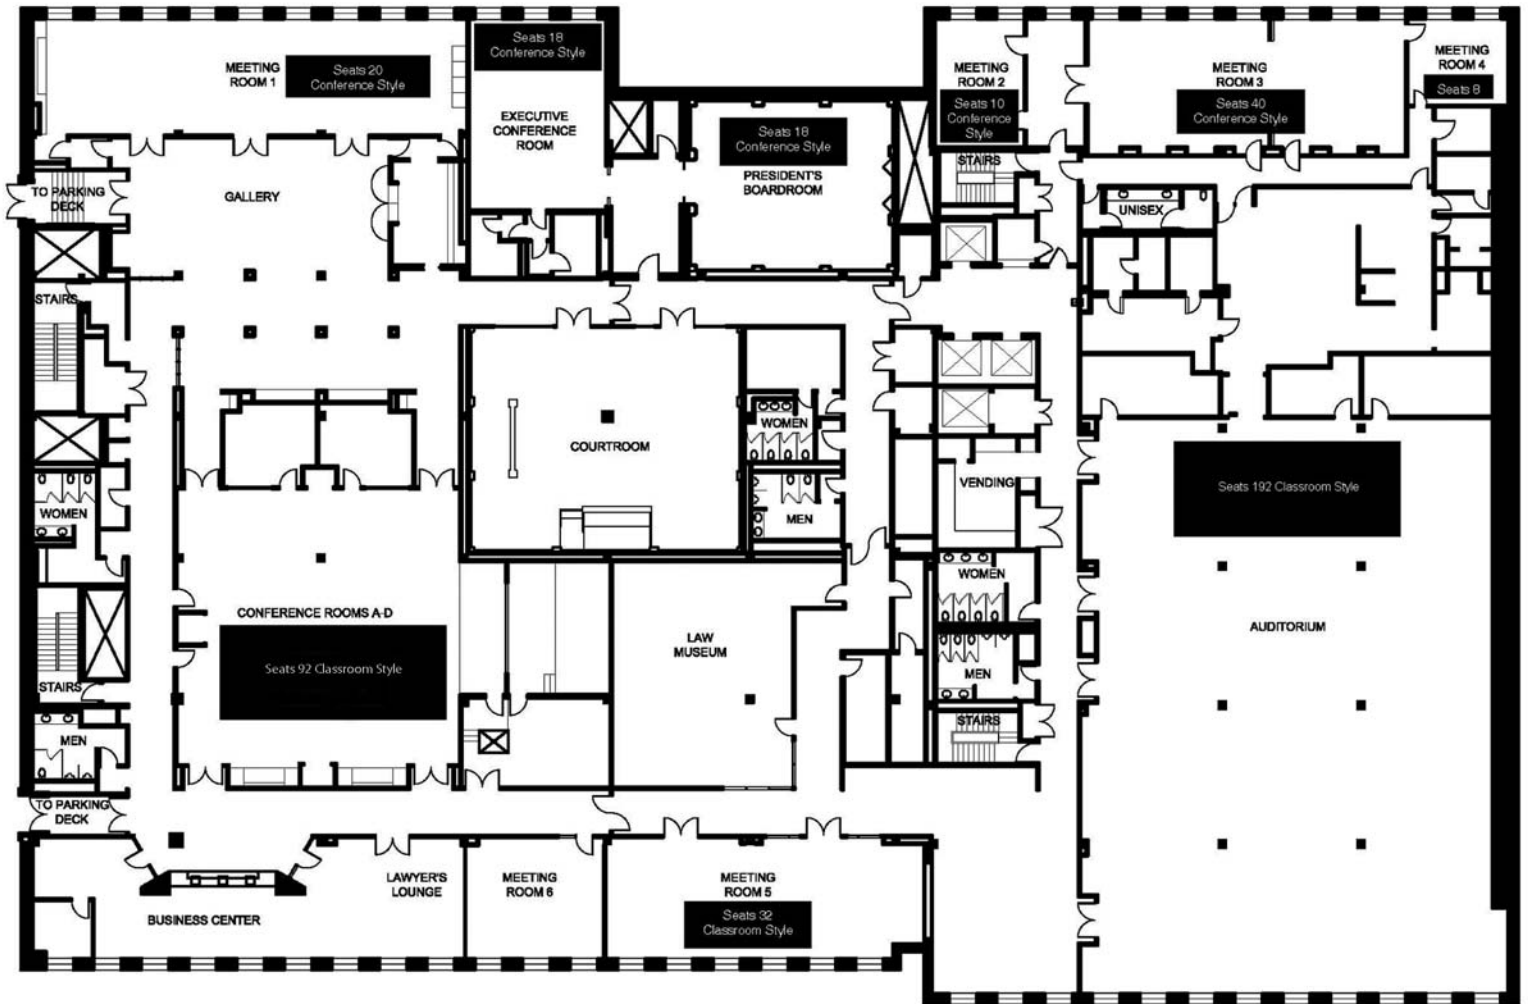 MEETING
ROOM 1
Seats 20
Conference Style
Seats 18
Conference Style
EXECUTIVE
CONFERENCE
ROOM
Seats 18
Conference Style
PRESIDENT'S
BOARDROOM
MEETING
ROOM 2
Seats 10
Conference
Style
MEETING
ROOM 3
Seats 40
Conference Style
MEETING
ROOM 4
Seats 8
STAIRS
UNISEX
TO PARKING
DECK
GALLERY
STAIRS
COURTROOM
WOMEN
MEN
VENDING
WOMEN
MEN
STAIRS
Seats 192 Classroom Style
AUDITORIUM
WOMEN
CONFERENCE ROOMS A-D
Seats 92 Classroom Style
LAW
MUSEUM
STAIRS
MEN
TO PARKING
DECK
LAWYER'S
LOUNGE
BUSINESS CENTER
MEETING
ROOM 6
MEETING
ROOM 5
Seats 32
Classroom Style